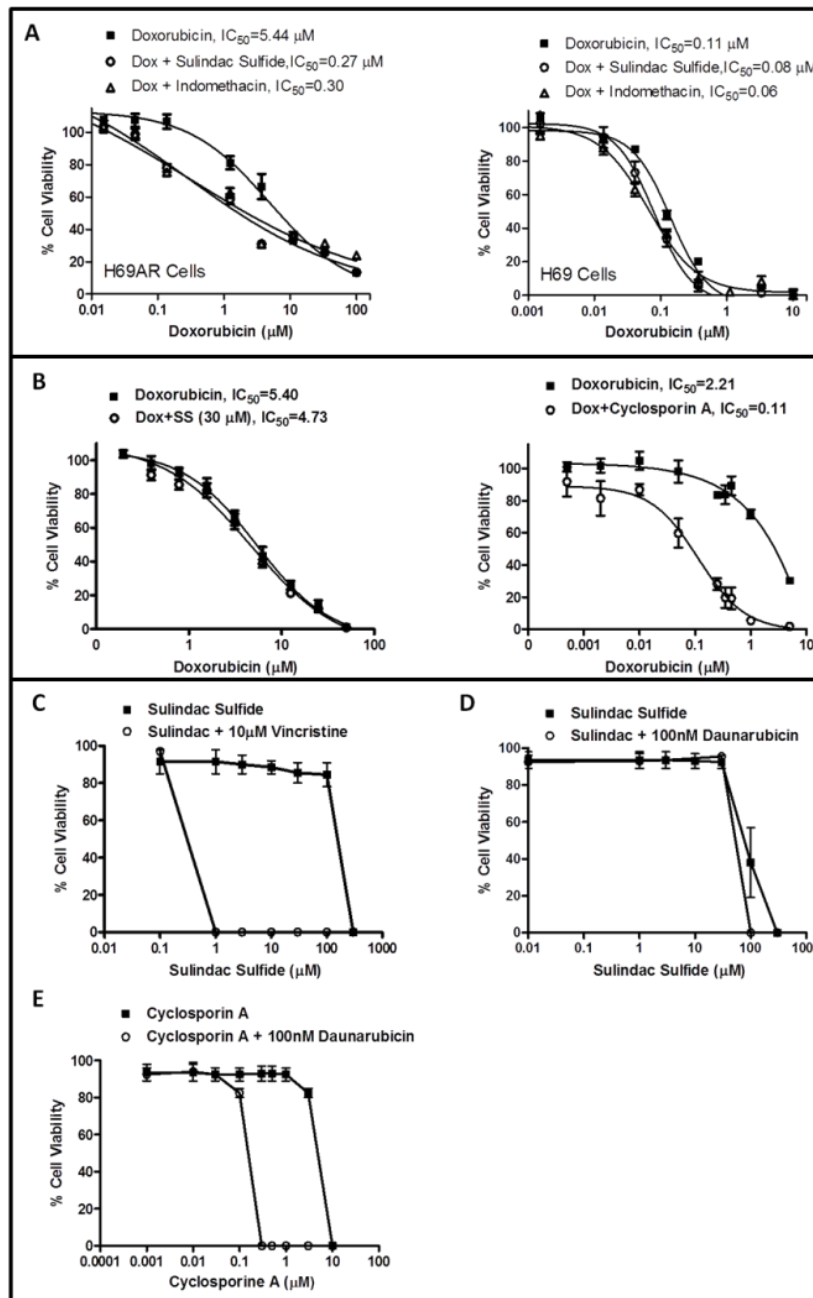 A
Doxorubicin, IC50=5.44 µM
Dox + Sulindac Sulfide,IC50=0.27 µM
Dox + Indomethacin, IC50=0.30
% Cell Viability
100
80
60
40
20
0
H69AR Cells
0.01 0.1 1 10 100
Doxorubicin (µM)
Doxorubicin, IC50=0.11 µM
Dox + Sulindac Sulfide,IC50=0.08 µM
Dox + Indomethacin, IC50=0.06
% Cell Viability
100
80
60
40
20
0
H69 Cells
0.001 0.01 0.1 1 10
Doxorubicin (µM)
B
Doxorubicin, IC50=5.40
Dox+SS (30 µM), IC50=4.73
% Cell Viability
120
100
80
60
40
20
0
0 1 10 100
Doxorubicin (µM)
Doxorubicin, IC50=2.21
Dox+Cyclosporin A, IC50=0.11
% Cell Viability
120
100
80
60
40
20
0
0 0.001 0.01 0.1 1 10
Doxorubicin (µM)
C
Sulindac Sulfide
Sulindac + 10µM Vincristine
% Cell Viability
100
80
60
40
20
0
0.01 0.1 1 10 100 1000
Sulindac Sulfide (µM)
D
Sulindac Sulfide
Sulindac + 100nM Daunarubicin
% Cell Viability
100
80
60
40
20
0
0.01 0.1 1 10 100
Sulindac Sulfide (µM)
E
Cyclosporin A
Cyclosporin A + 100nM Daunarubicin
% Cell Viability
100
80
60
40
20
0
0.0001 0.001 0.01 0.1 1 10 100
Cyclosporine A (µM)